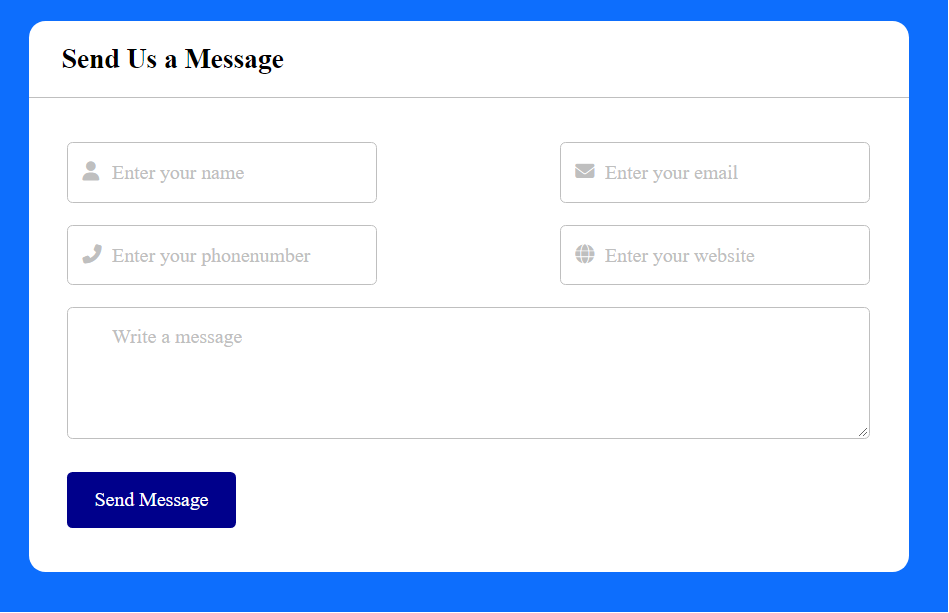 Send Us a Message
Enter your name
Enter your email
Enter your phonenumber
Enter your website
Write a message
Send Message